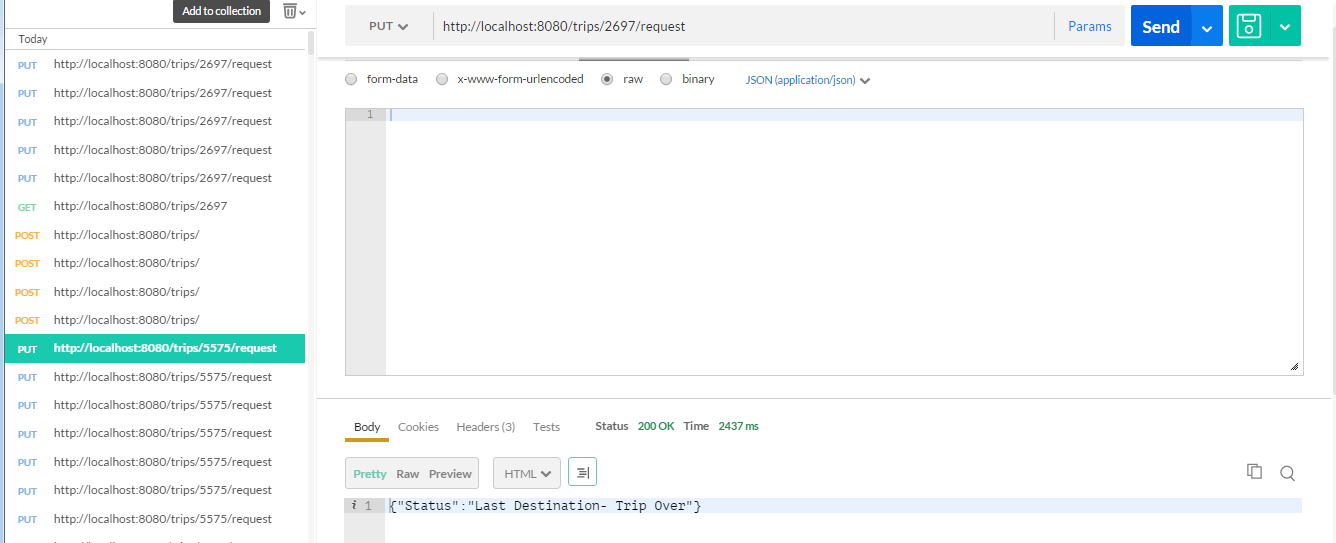 Add to collection
Today
PUT http://localhost:8080/trips/2697/request
PUT http://localhost:8080/trips/2697/request
PUT http://localhost:8080/trips/2697/request
PUT http://localhost:8080/trips/2697/request
PUT http://localhost:8080/trips/2697/request
GET http://localhost:8080/trips/2697
POST http://localhost:8080/trips/
POST http://localhost:8080/trips/
POST http://localhost:8080/trips/
POST http://localhost:8080/trips/
PUT http://localhost:8080/trips/5575/request
PUT http://localhost:8080/trips/5575/request
PUT http://localhost:8080/trips/5575/request
PUT http://localhost:8080/trips/5575/request
PUT http://localhost:8080/trips/5575/request
PUT http://localhost:8080/trips/5575/request
PUT http://localhost:8080/trips/5575/request
PUT http://localhost:8080/trips/2697/request Params Send
form-data x-www-form-urlencoded raw binary JSON (application/json)
1
Body Cookies Headers (3) Tests Status 200 OK Time 2437 ms
Pretty Raw Preview HTML
i 1 {"Status":"Last Destination- Trip Over"}